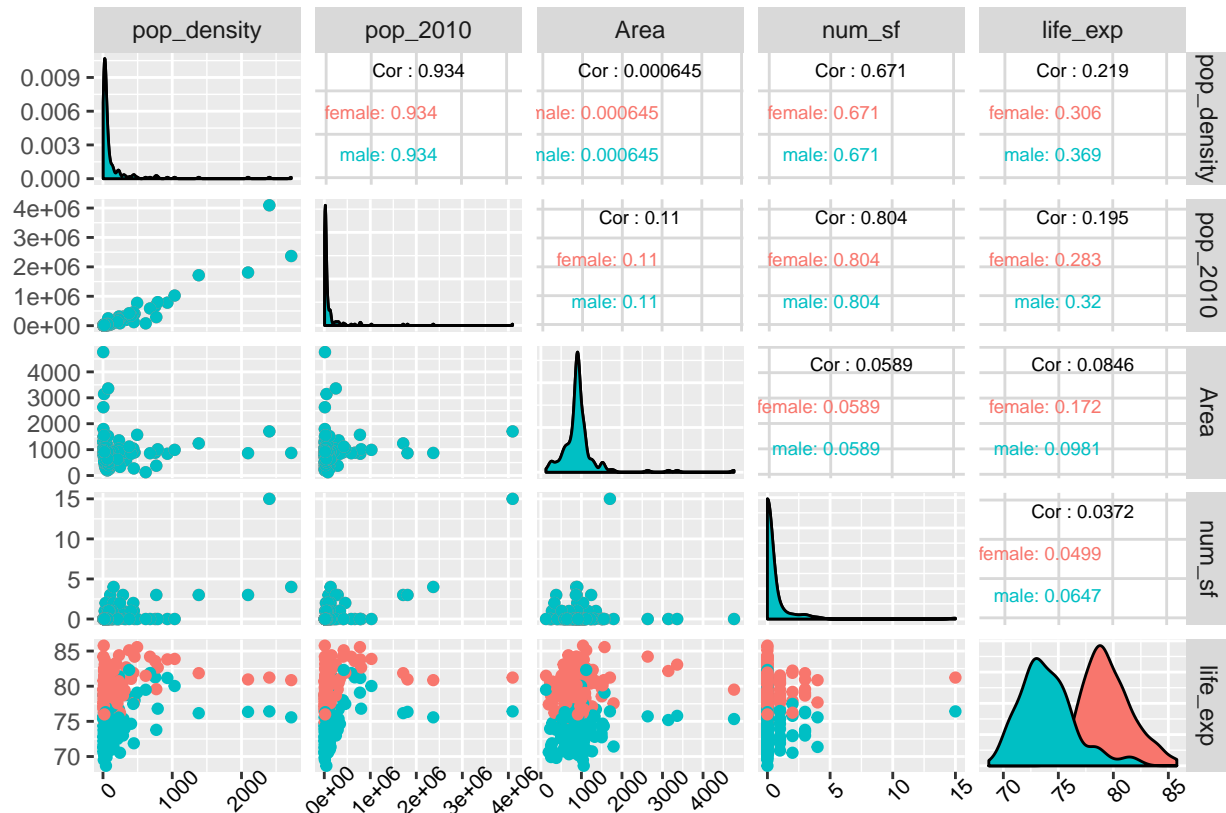 pop_density pop_2010 Area num_sf life_exp
0.009
0.006
0.003
0.000
Cor : 0.934
female: 0.934
male: 0.934
Cor : 0.000645
male: 0.000645
male: 0.000645
Cor : 0.671
female: 0.671
male: 0.671
Cor : 0.219
female: 0.306
male: 0.369
pop_density
4e+06
3e+06
2e+06
1e+06
0e+00
Cor : 0.11
female: 0.11
male: 0.11
Cor : 0.804
female: 0.804
male: 0.804
Cor : 0.195
female: 0.283
male: 0.32
pop_2010
4000
3000
2000
1000
0
Cor : 0.0589
female: 0.0589
male: 0.0589
Cor : 0.0846
female: 0.172
male: 0.0981
Area
15
10
5
0
Cor : 0.0372
female: 0.0499
male: 0.0647
num_sf
85
80
75
70
life_exp
0 1000 2000
0e+00 1e+06 2e+06 3e+06 4e+06
0 1000 2000 3000 4000
0 5 10 15
70 75 80 85